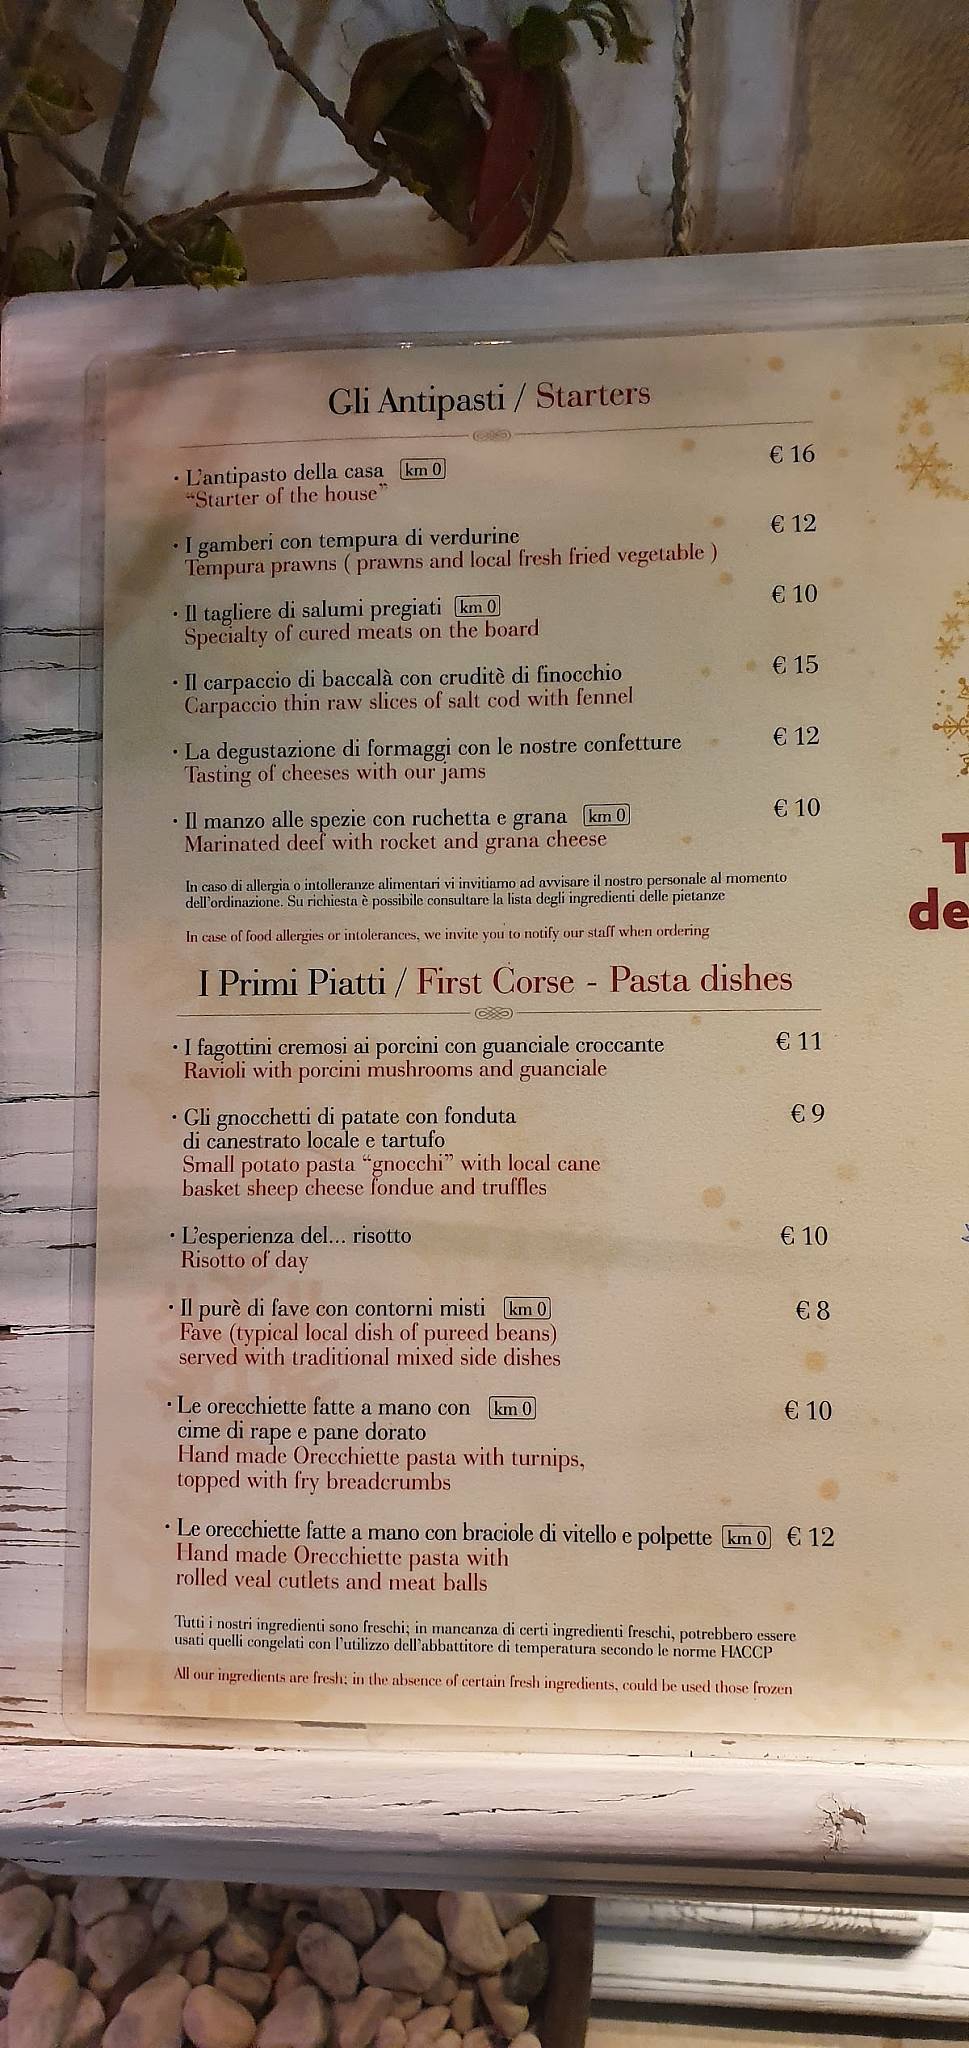 Gli Antipasti / Starters
· L'antipasto della casa km 0 € 16
“Starter of the house”
· I gamberi con tempura di verdurine € 12
Tempura prawns ( prawns and local fresh fried vegetable )
· Il tagliere di salumi pregiati km 0 € 10
Specialty of cured meats on the board
· Il carpaccio di baccalà con cruditè di finocchio € 15
Carpaccio thin raw slices of salt cod with fennel
· La degustazione di formaggi con le nostre confetture € 12
Tasting of cheeses with our jams
· Il manzo alle spezie con ruchetta e grana km 0 € 10
Marinated deef with rocket and grana cheese
In caso di allergia o intolleranze alimentari vi invitiamo ad avvisare il nostro personale al momento
dell'ordinazione. Su richiesta è possibile consultare la lista degli ingredienti delle pietanze
In case of food allergies or intolerances, we invite you to notify our staff when ordering
I Primi Piatti / First Corse - Pasta dishes
· I fagottini cremosi ai porcini con guanciale croccante € 11
Ravioli with porcini mushrooms and guanciale
· Gli gnocchetti di patate con fonduta € 9
di canestrato locale e tartufo
Small potato pasta “gnocchi” with local cane
basket sheep cheese fondue and truffles
· L'esperienza del... risotto € 10
Risotto of day
· Il purè di fave con contorni misti km 0 € 8
Fave (typical local dish of pureed beans)
served with traditional mixed side dishes
· Le orecchiette fatte a mano con km 0 € 10
cime di rape e pane dorato
Hand made Orecchiette pasta with turnips,
topped with fry breadcrumbs
· Le orecchiette fatte a mano con braciole di vitello e polpette km 0 € 12
Hand made Orecchiette pasta with
rolled veal cutlets and meat balls
Tutti i nostri ingredienti sono freschi; in mancanza di certi ingredienti freschi, potrebbero essere
usati quelli congelati con l'utilizzo dell'abbattitore di temperatura secondo le norme HACCP
All our ingredients are fresh; in the absence of certain fresh ingredients, could be used those frozen
T
de